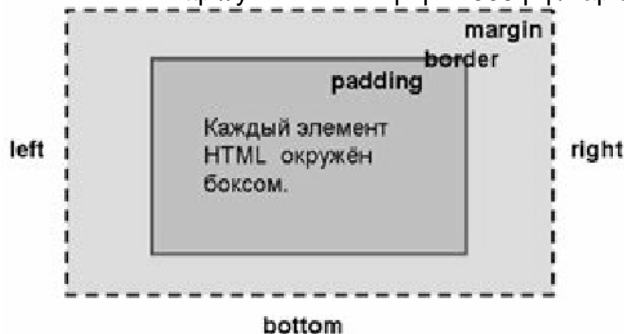 margin
border
padding
Каждый элемент
HTML окружён
боксом.
left
right
bottom